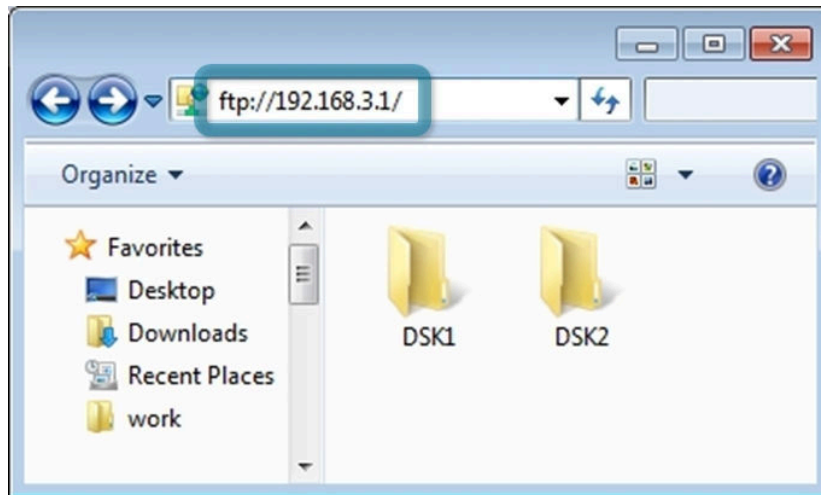 ftp://192.168.3.1/
Organize
Favorites
Desktop
Downloads
Recent Places
work
DSK1
DSK2